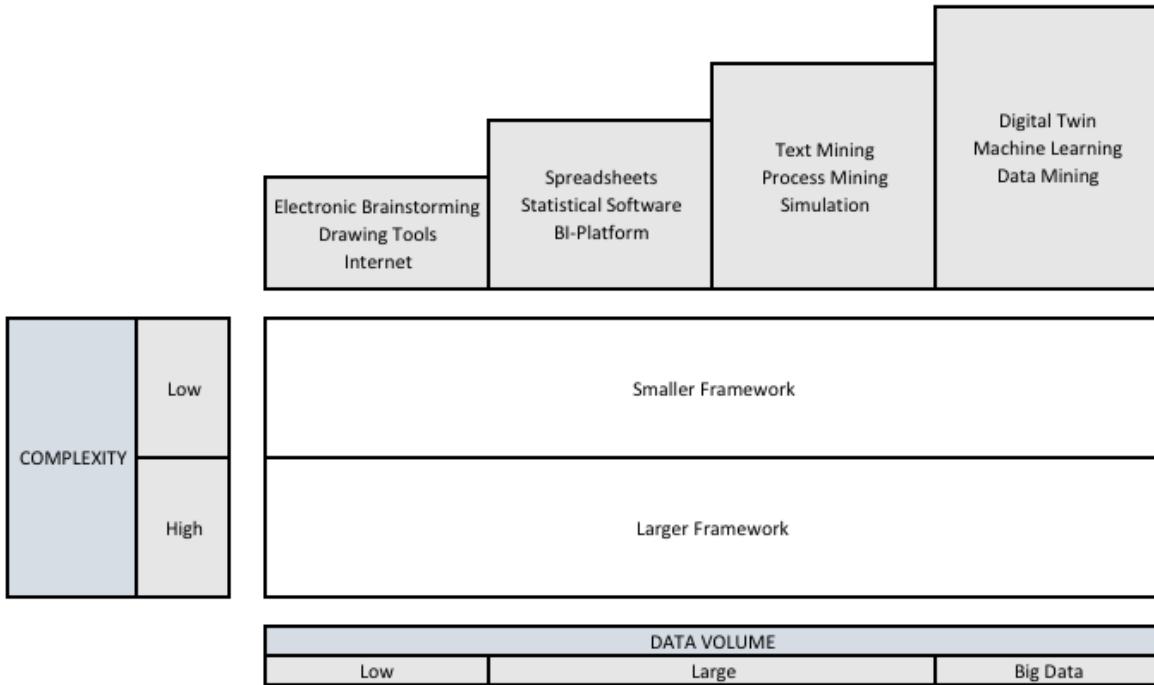 Electronic Brainstorming
Drawing Tools
Internet
Spreadsheets
Statistical Software
BI-Platform
Text Mining
Process Mining
Simulation
Digital Twin
Machine Learning
Data Mining
COMPLEXITY
Low
Smaller Framework
High
Larger Framework
DATA VOLUME
Low
Large
Big Data